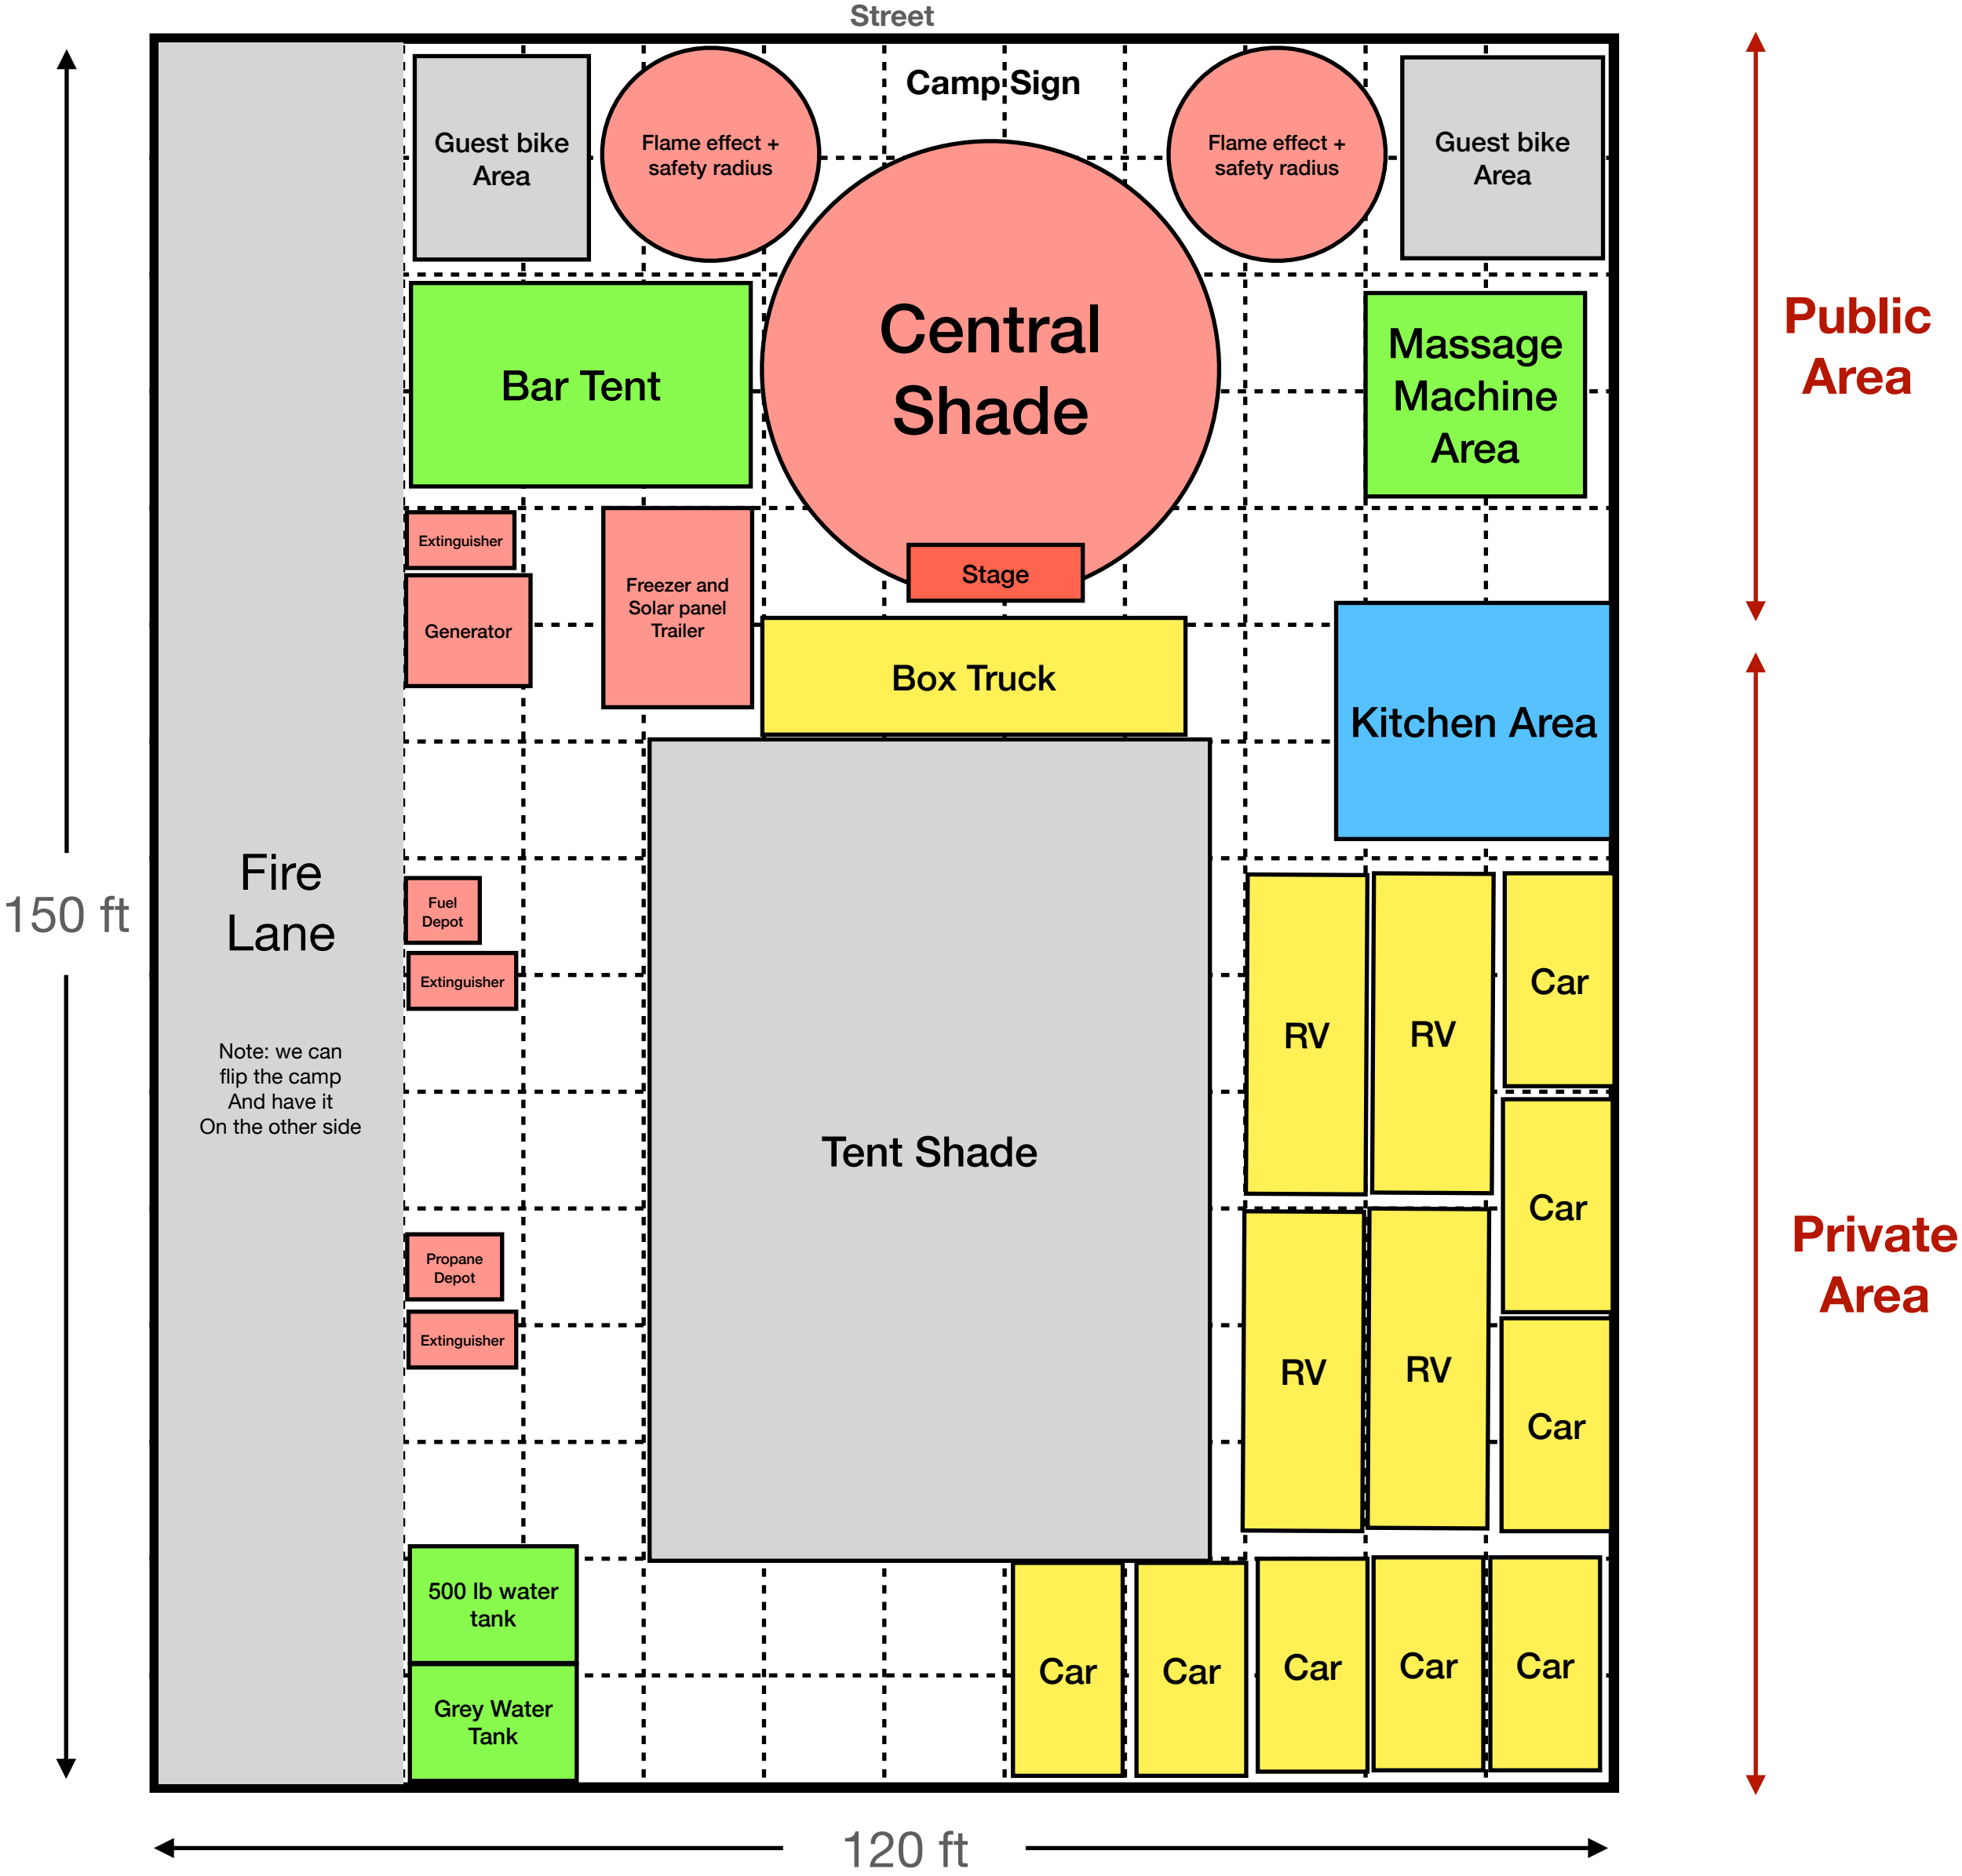 Street
Camp Sign
Guest bike
Area
Flame effect +
safety radius
Flame effect +
safety radius
Guest bike
Area
Central
Shade
Bar Tent
Massage
Machine
Area
Public
Area
Extinguisher
Generator
Freezer and
Solar panel
Trailer
Stage
Box Truck
Kitchen Area
Fire
Lane
Note: we can
flip the camp
And have it
On the other side
150 ft
Fuel
Depot
Extinguisher
Tent Shade
RV
RV
Car
Car
Private
Area
Propane
Depot
Extinguisher
RV
RV
Car
500 lb water
tank
Grey Water
Tank
Car
Car
Car
Car
Car
120 ft